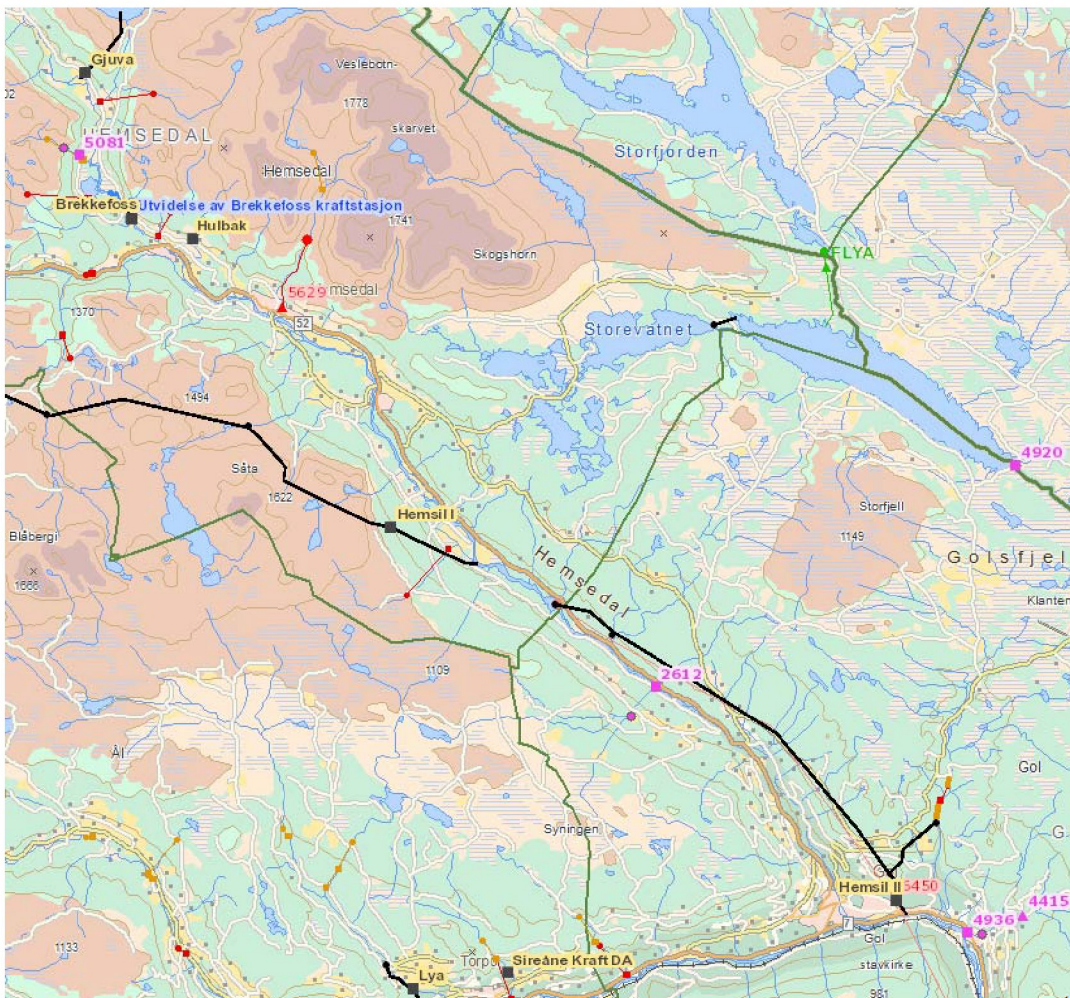 Gjuva
Veslebotn-
1778
skarvet
HEMSEDAL
5081
Storfjorden
Hemsedal
Brekkefoss
Utvidelse av Brekkefoss kraftstasjon
Hulbak
1741
Skogshorn
FLYA
5629
msedal
52
1370
Storevatnet
1494
4920
Såta
1622
Storfjell
Hemsil I
Blåbergi
1149
Golsfjel
1668
Hemsedal
Klanten
1109
2612
Ål
Gol
Syningen
G
Hemsil II
5450
4415
4936
7
Gol
1133
Sireåne Kraft DA
Torpo
stavkirke
Lya
981